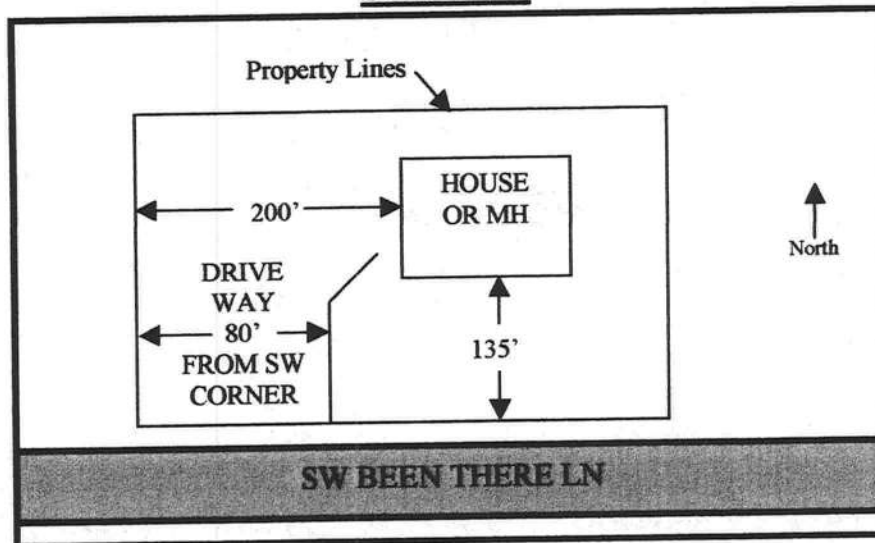 Property Lines
HOUSE
OR MH
200’
North
DRIVE
WAY
80’
FROM SW
CORNER
135’
SW BEEN THERE LN